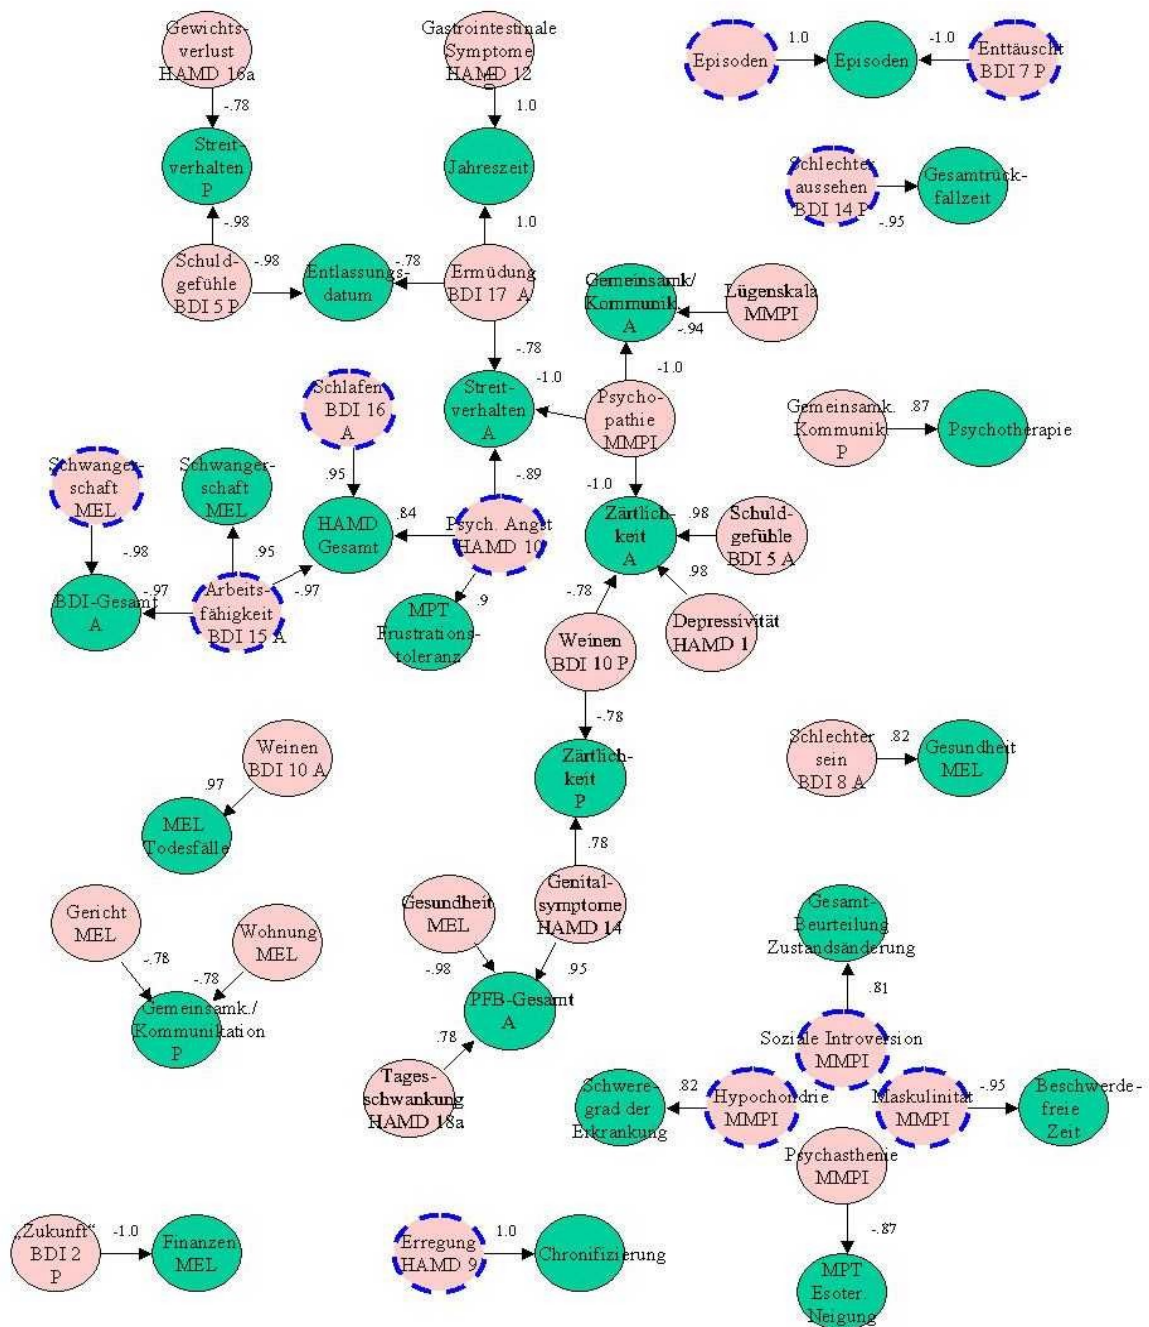 Gewichts-
verlust
HAMD 16a
-.78
Streit-
verhalten
P
-.98
Schuld-
gefühle
BDI 5 P
-.98
Entlassungs-
datum
-.78
Gastrointestinale
Symptome
HAMD 12
1.0
Jahreszeit
1.0
Ermüdung
BDI 17 A
-.78
Streit-
verhalten
A
-1.0
Episoden
1.0
Episoden
-1.0
Enttäuscht
BDI 7 P
Schlechter
aussehen
BDI 14 P
-.95
Gesamtrück-
fällzeit
Gemeinsamk/
Kommunik
A
-.94
Lügenskala
MMPI
-1.0
Psycho-
pathie
MMPI
-1.0
Gemeinsamk.
Kommunik
P
.87
Psychotherapie
Schlafen
BDI 16
A
.95
HAMD
Gesamt
.84
Psych. Angst
HAMD 10
-.89
.9
MPT
Frustrations-
toleranz
Schwanger-
schaft
MEL
-.98
BDI-Gesamt
A
-.97
Schwanger-
schaft
MEL
.95
Arbeits-
fähigkeit
BDI 15 A
-.97
Zärtlich-
keit
A
.98
Schuld-
gefühle
BDI 5 A
.98
Depressivität
HAMD 1
-.78
Weinen
BDI 10 P
-.78
Zärtlich-
keit
P
.78
Genital-
symptome
HAMD 14
.95
Gesundheit
MEL
-.98
PFB-Gesamt
A
.78
Tages-
schwankung
HAMD 18a
Weinen
BDI 10 A
.97
MEL
Todesfälle
Schlechter
sein
BDI 8 A
.82
Gesundheit
MEL
Gericht
MEL
-.78
Wohnung
MEL
-.78
Gemeinsamk./
Kommunikation
P
Gesamt-
Beurteilung
Zustandsänderung
.81
Soziale Introversion
MMPI
Schwere-
grad der
Erkrankung
.82
Hypochondrie
MMPI
Maskulinität
MMPI
-.95
Beschwerde-
freie
Zeit
Psychasthenie
MMPI
-.87
MPT
Esoter.
Neigung
„Zukunft“
BDI 2
P
-1.0
Finanzen
MEL
Erregung
HAMD 9
1.0
Chronifizierung